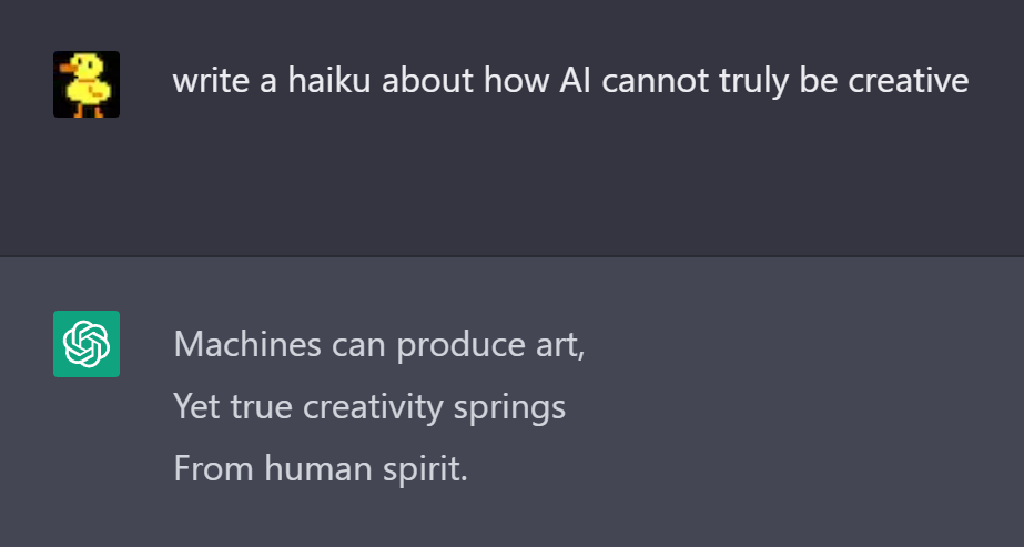 write a haiku about how AI cannot truly be creative
Machines can produce art,
Yet true creativity springs
From human spirit.